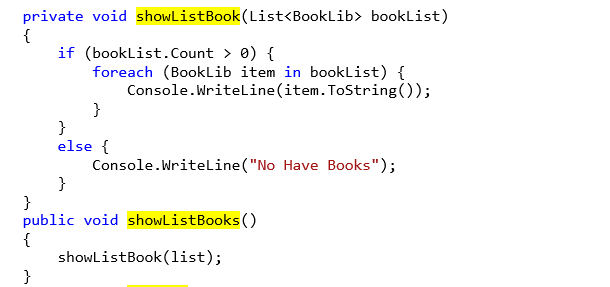 private void showListBook(List<BookLib> bookList)
{
if (bookList.Count > 0) {
foreach (BookLib item in bookList) {
Console.WriteLine(item.ToString());
}
}
else {
Console.WriteLine("No Have Books");
}
}
public void showListBooks()
{
showListBook(list);
}